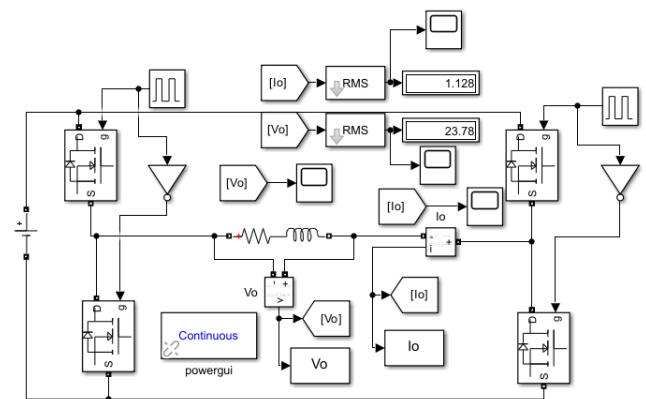 [Io]
RMS
1.128
[Vo]
RMS
23.78
g
D
S
g
D
S
[Vo]
[Io]
Io
+
+
-
i
+
g
D
S
Vo
-
+
v
[Vo]
Vo
[Io]
Io
g
D
S
Continuous
powergui